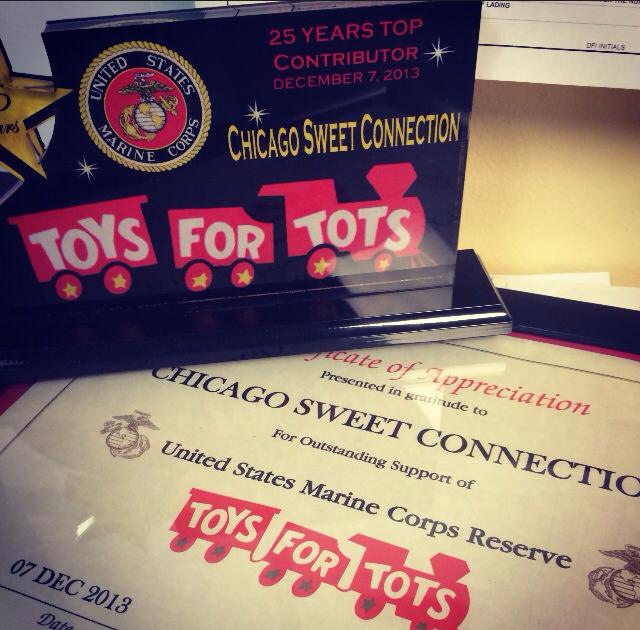 LADING
DFI INITIALS
ars
UNITED STATES
MARINE CORPS
25 YEARS TOP
CONTRIBUTOR
DECEMBER 7, 2013
CHICAGO SWEET CONNECTION
TOYS FOR TOTS
ficate of Appreciation
Presented in gratitude to
CHICAGO SWEET CONNECTIO
For Outstanding Support of
United States Marine Corps Reserve
TOYS FOR TOTS
07 DEC 2013
Date